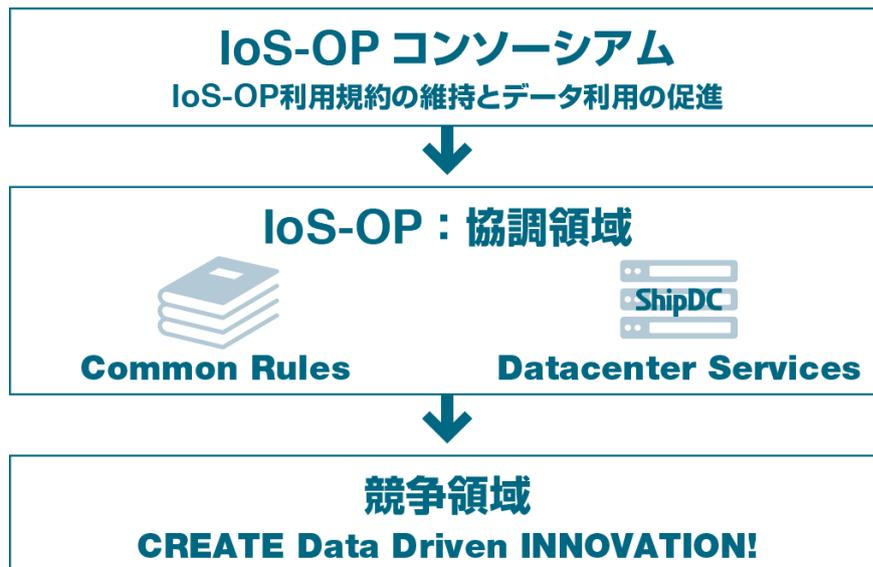 IoS-OP コンソーシアム
IoS-OP利用規約の維持とデータ利用の促進
IoS-OP：協調領域
ShipDC
Common Rules
Datacenter Services
競争領域
CREATE Data Driven INNOVATION!